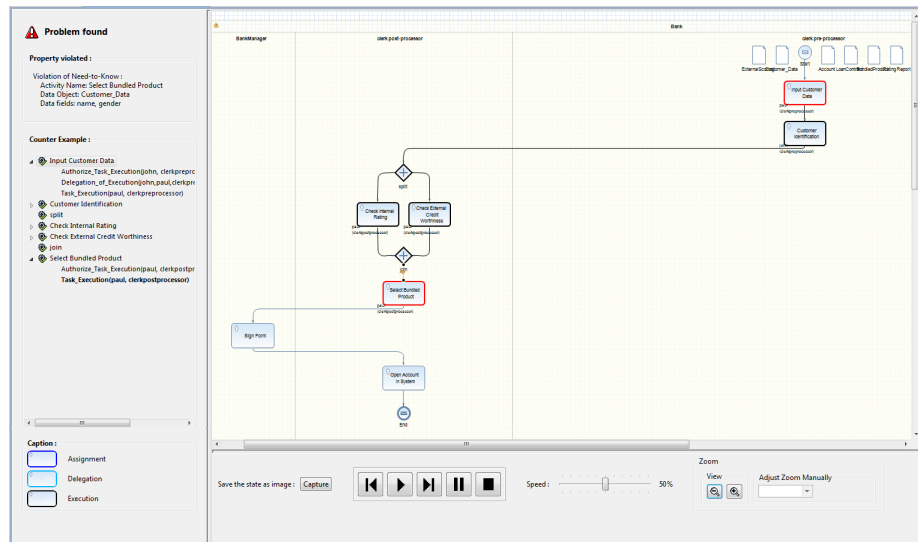 Problem found
Property violated :
Violation of Need-to-Know :
Activity Name: Select Bundled Product
Data Object: Customer_Data
Data fields: name, gender
Counter Example :
Input Customer Data
Authorize_Task_Execution(john, clerkprepro
Delegation_of_Execution(john,paul,clerkpre
Task_Execution(paul, clerkpreprocessor)
Customer Identification
split
Check Internal Rating
Check External Credit Worthiness
join
Select Bundled Product
Authorize_Task_Execution(paul, clerkpostpr
Task_Execution(paul, clerkpostprocessor)
Caption :
Assignment
Delegation
Execution
Bank
BankManager
clerk post-processor
clerk pre-processor
Start
Input Customer
Data
Customer
Identification
split
Check Internal
Rating
Check External
Credit
Worthiness
(clerkpostprocessor)
(clerkpostprocessor)
join
Select Bundled
Product
(clerkpostprocessor)
Sign Form
Open Account
in System
End
Save the state as image :
Capture
Speed :
50%
Zoom
View
Adjust Zoom Manually